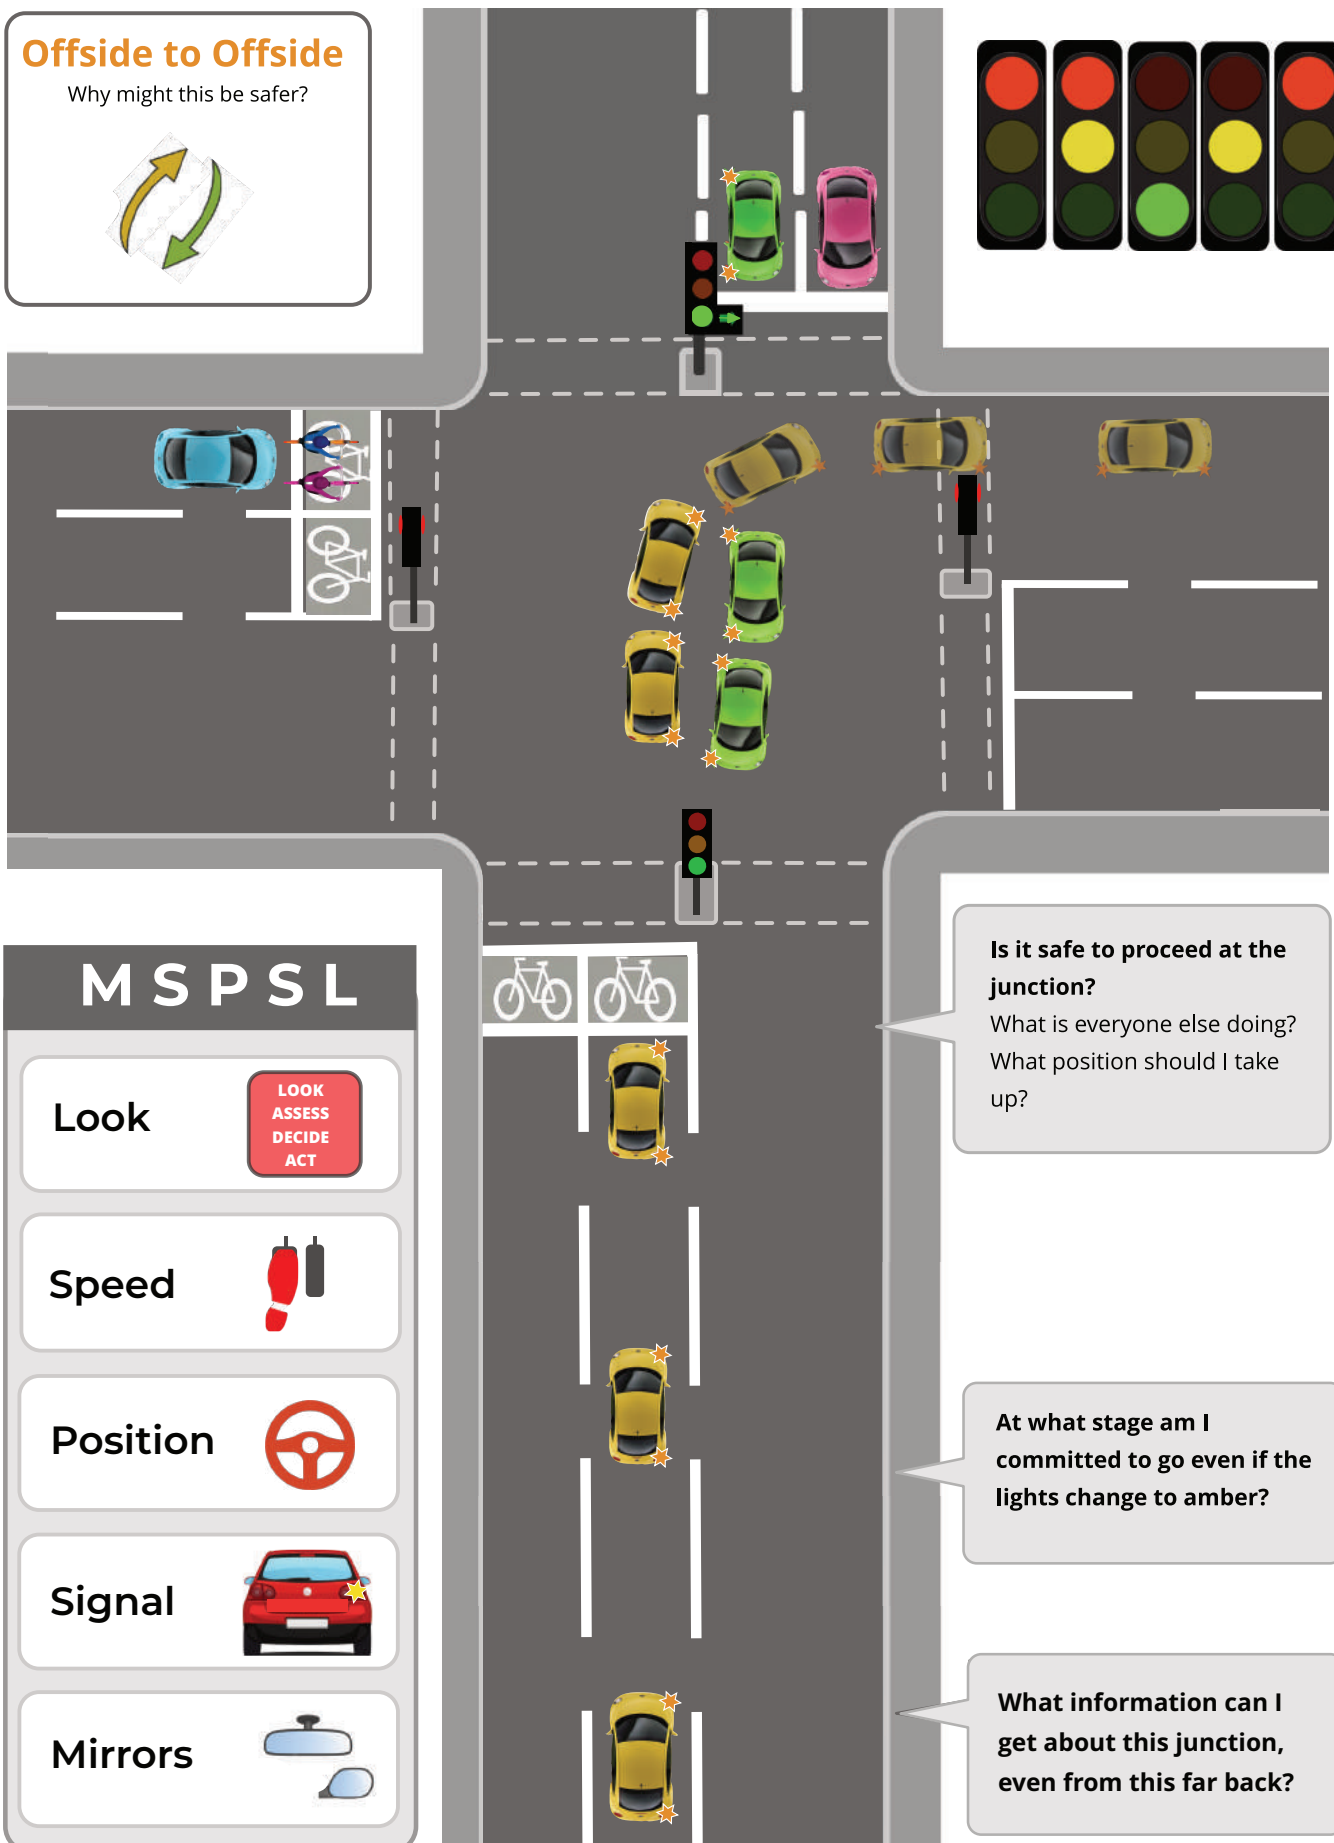 Offside to Offside
Why might this be safer?
M S P S L
Look
LOOK
ASSESS
DECIDE
ACT
Speed
Position
Signal
Mirrors
Is it safe to proceed at the
junction?
What is everyone else doing?
What position should I take
up?
At what stage am I
committed to go even if the
lights change to amber?
What information can I
get about this junction,
even from this far back?